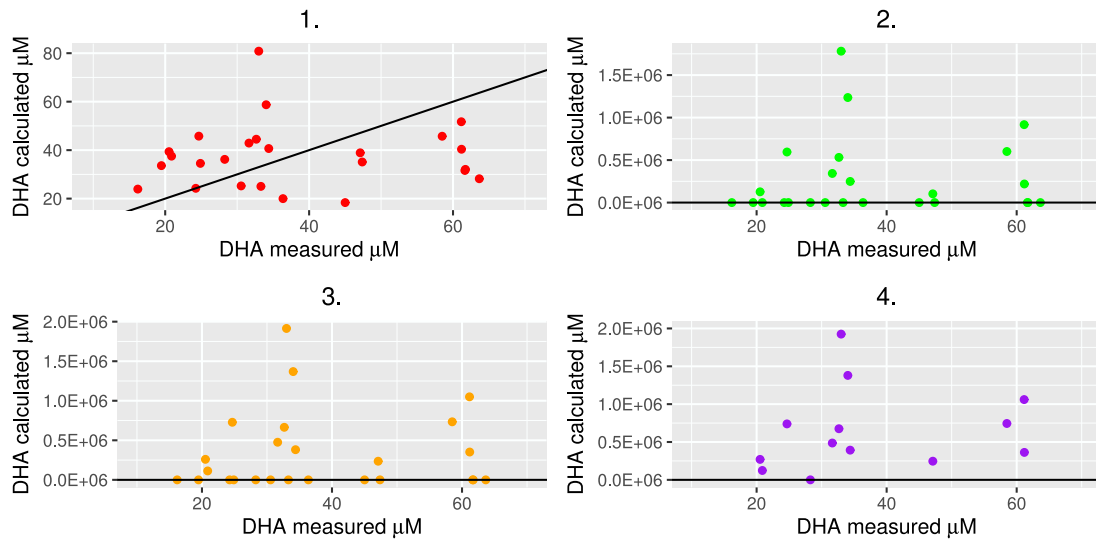 1.
DHA calculated μM
80
60
40
20
20
40
60
DHA measured μM
2.
DHA calculated μM
1.5E+06
1.0E+06
0.5E+06
0.0E+06
20
40
60
DHA measured μM
3.
DHA calculated μM
2.0E+06
1.5E+06
1.0E+06
0.5E+06
0.0E+06
20
40
60
DHA measured μM
4.
DHA calculated μM
2.0E+06
1.5E+06
1.0E+06
0.5E+06
0.0E+06
20
40
60
DHA measured μM